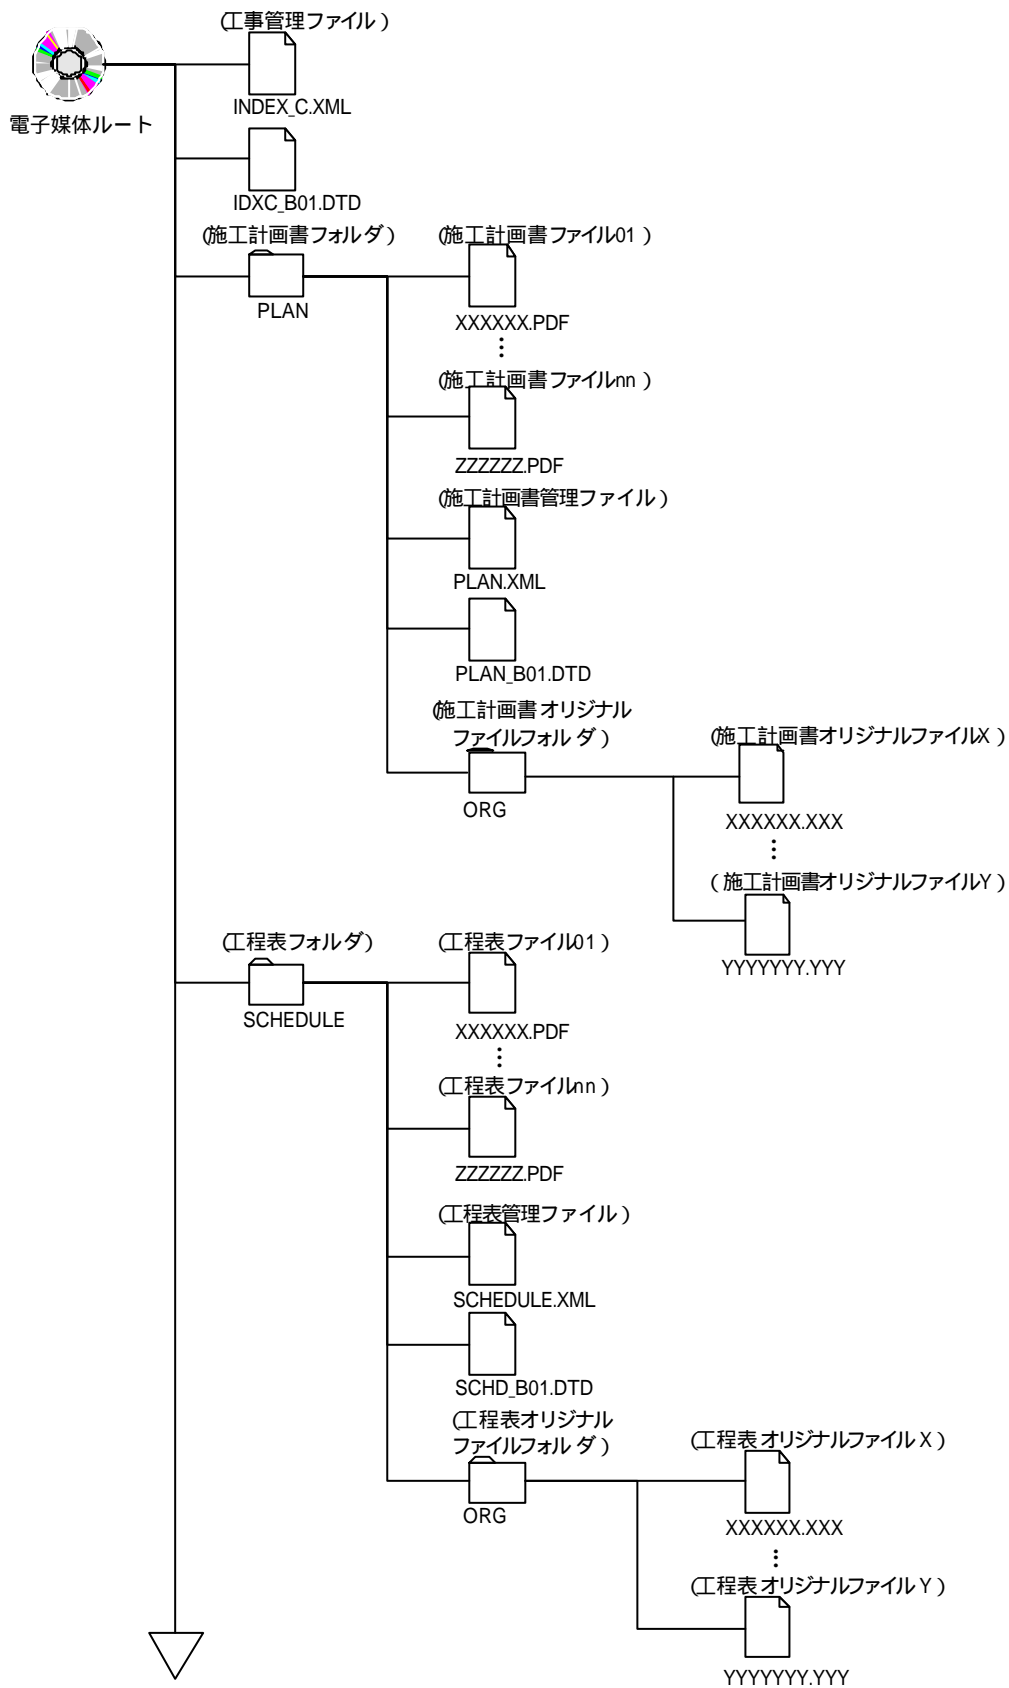 (工事管理ファイル)
INDEX_C.XML
電子媒体ルート
IDXC_B01.DTD
(施工計画書フォルダ)
PLAN
(施工計画書ファイル01)
XXXXXX.PDF
(施工計画書ファイルnn)
ZZZZZZ.PDF
(施工計画書管理ファイル)
PLAN.XML
PLAN_B01.DTD
(施工計画書オリジナル
ファイルフォルダ)
ORG
(施工計画書オリジナルファイルX)
XXXXXX.XXX
(施工計画書オリジナルファイルY)
YYYYYYY.YYY
(工程表フォルダ)
SCHEDULE
(工程表ファイル01)
XXXXXX.PDF
(工程表ファイルnn)
ZZZZZZ.PDF
(工程表管理ファイル)
SCHEDULE.XML
SCHD_B01.DTD
(工程表オリジナル
ファイルフォルダ)
ORG
(工程表オリジナルファイルX)
XXXXXX.XXX
(工程表オリジナルファイルY)
YYYYYYY.YYY